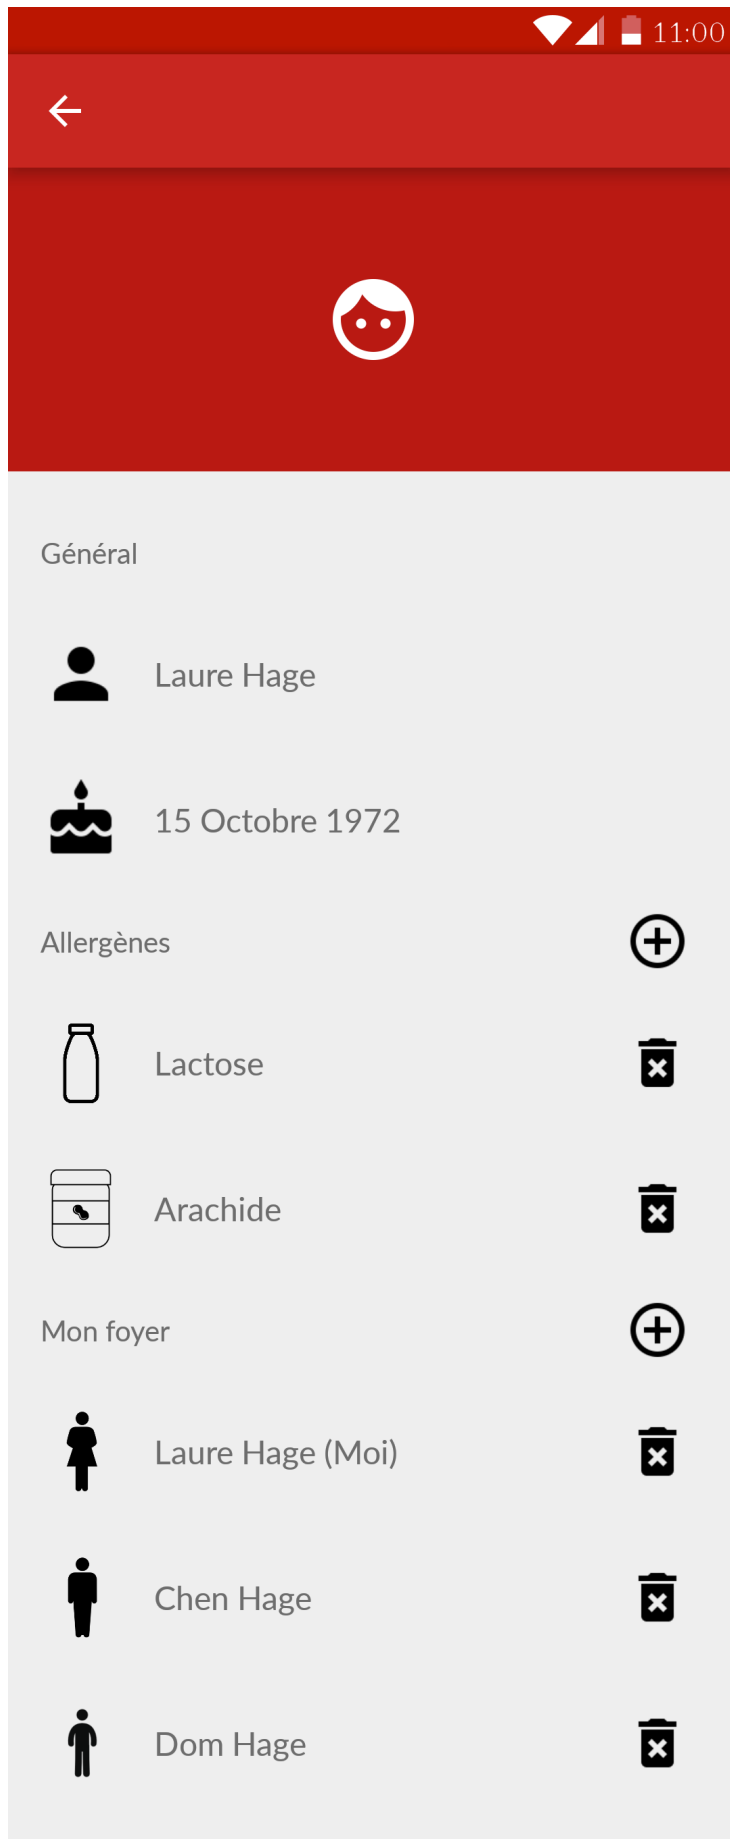 11:00
Général
Laure Hage
15 Octobre 1972
Allergènes
Lactose
Arachide
Mon foyer
Laure Hage (Moi)
Chen Hage
Dom Hage